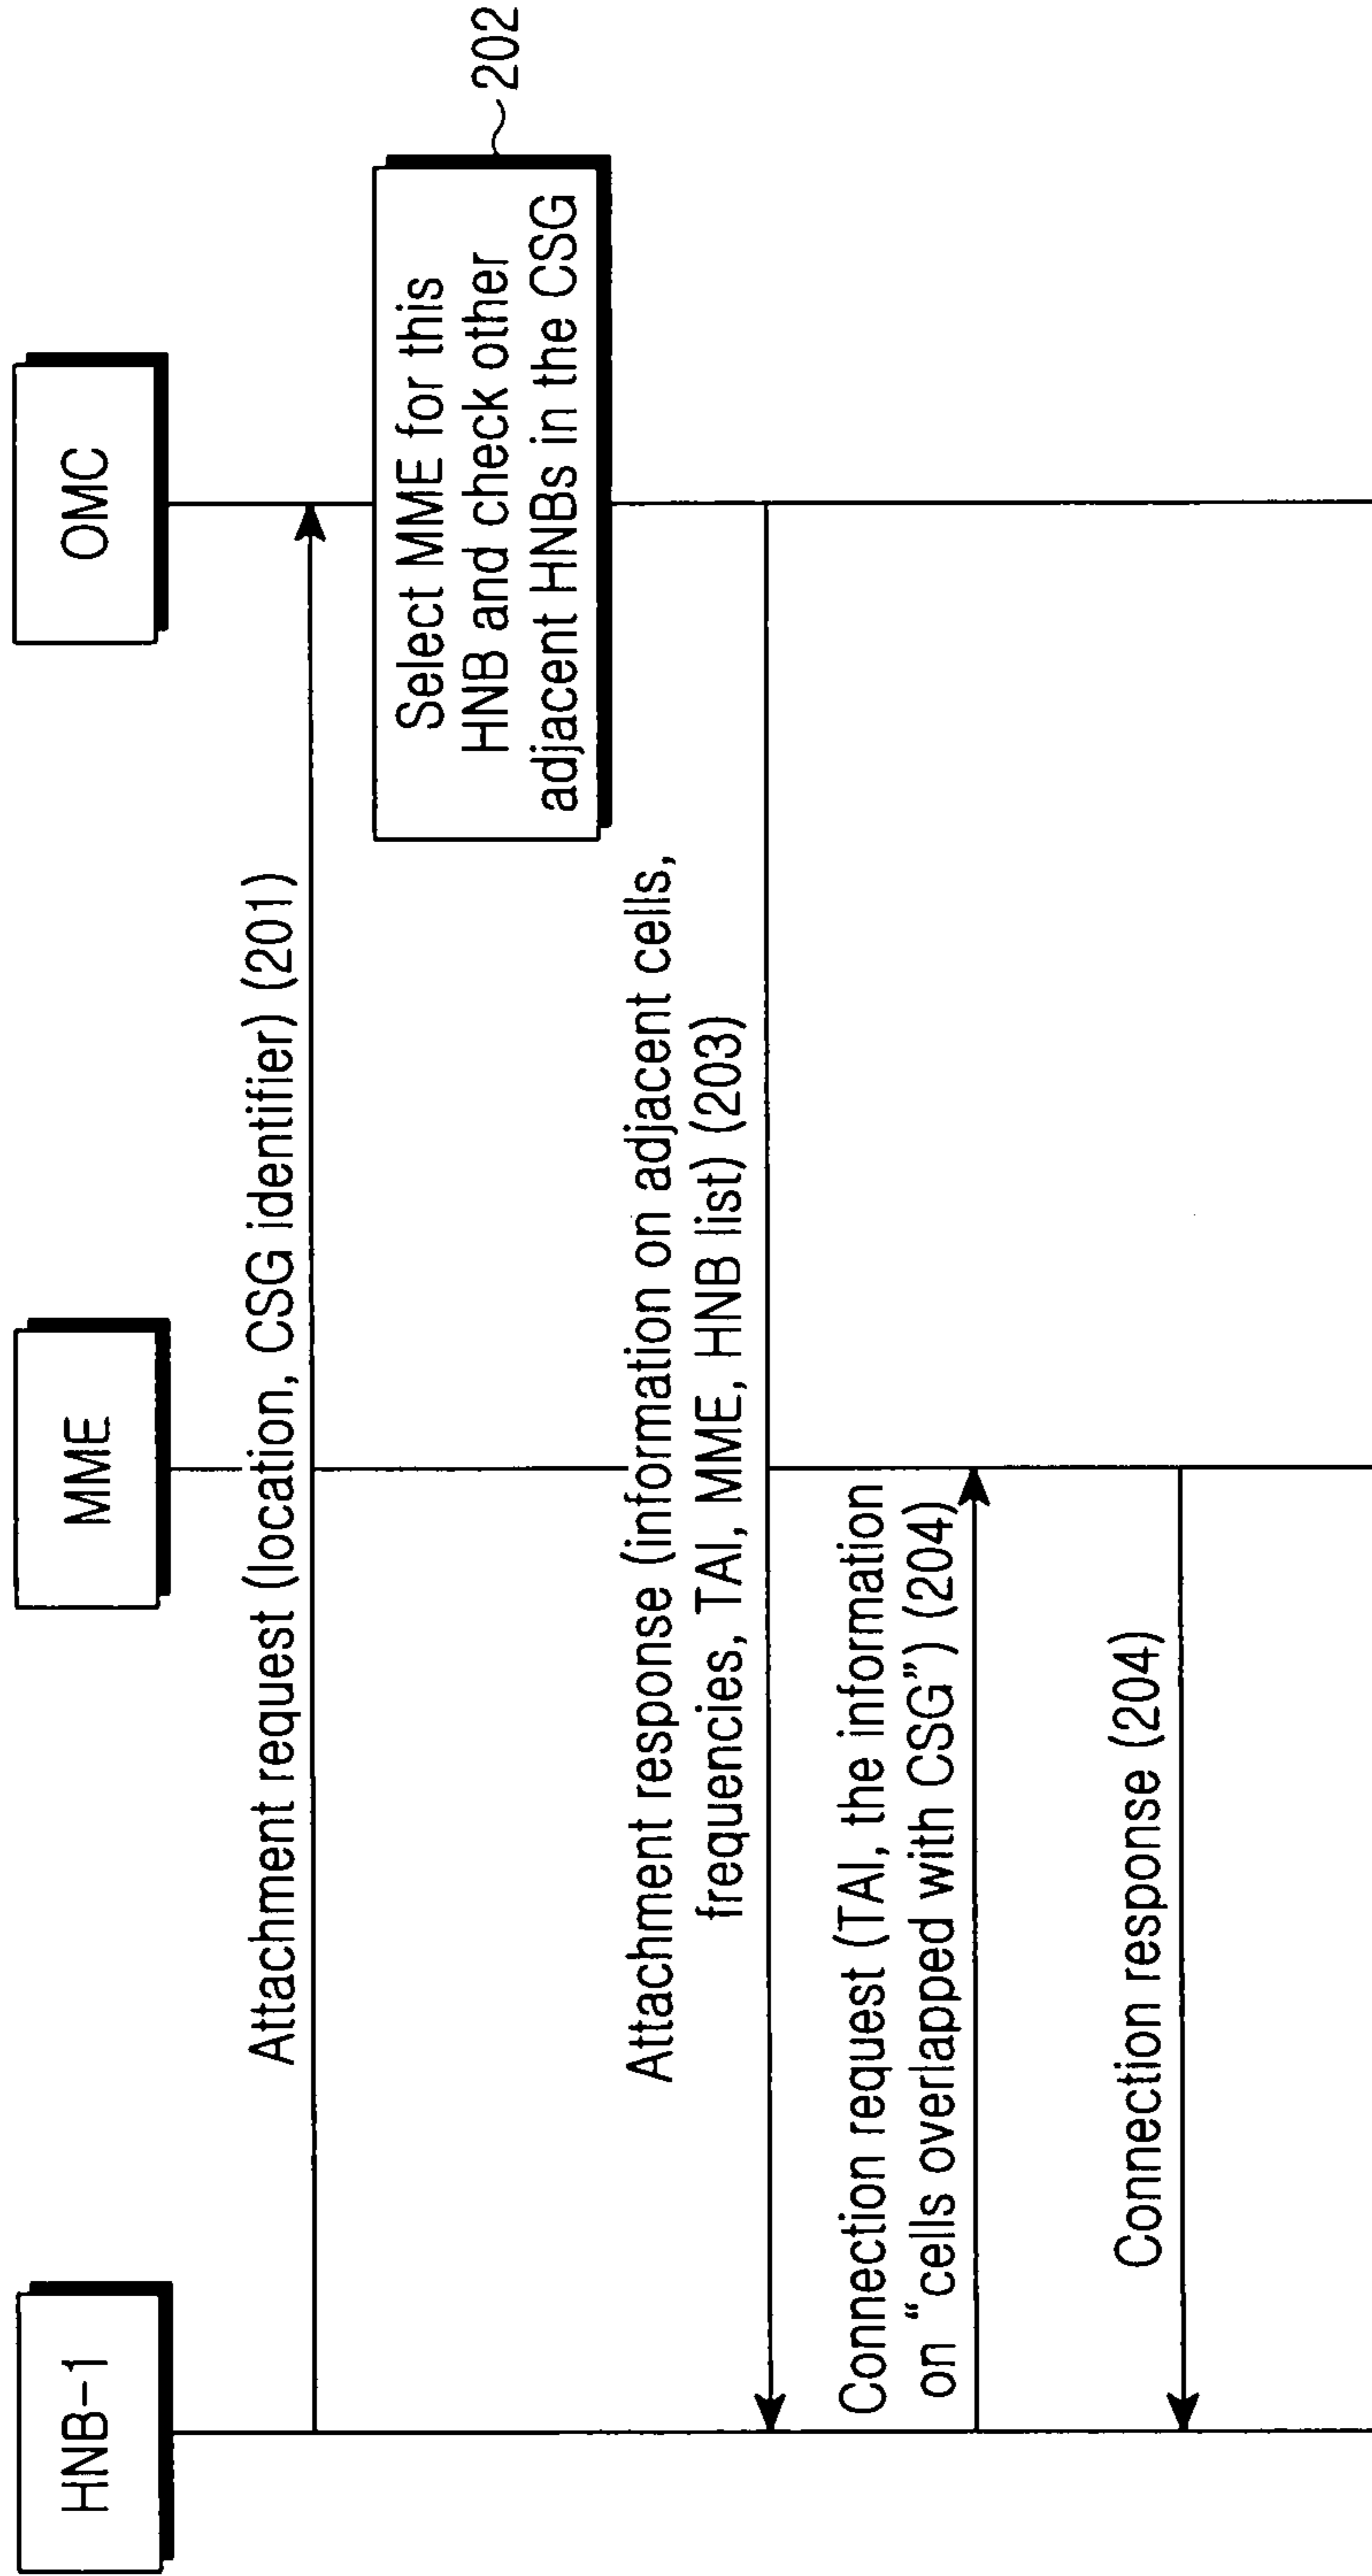 HNB-1
MME
OMC
Attachment request (location, CSG identifier) (201)
Select MME for this
HNB and check other
adjacent HNBs in the CSG
202
Attachment response (information on adjacent cells,
frequencies, TAI, MME, HNB list) (203)
Connection request (TAI, the information
on “cells overlapped with CSG”) (204)
Connection response (204)